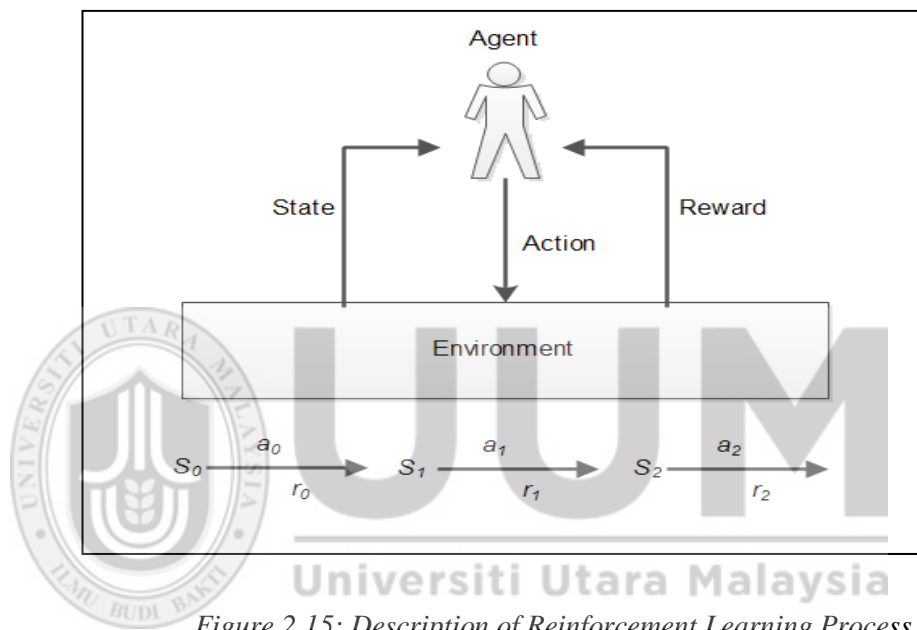 Agent
State
Reward
Action
Environment
S₀ a₀ r₀ S₁ a₁ r₁ S₂ a₂ r₂
UNIVERSITI UTARA MALAYSIA
ILMU BUDI BAKTI
UUM
Universiti Utara Malaysia
Figure 2.15: Description of Reinforcement Learning Process